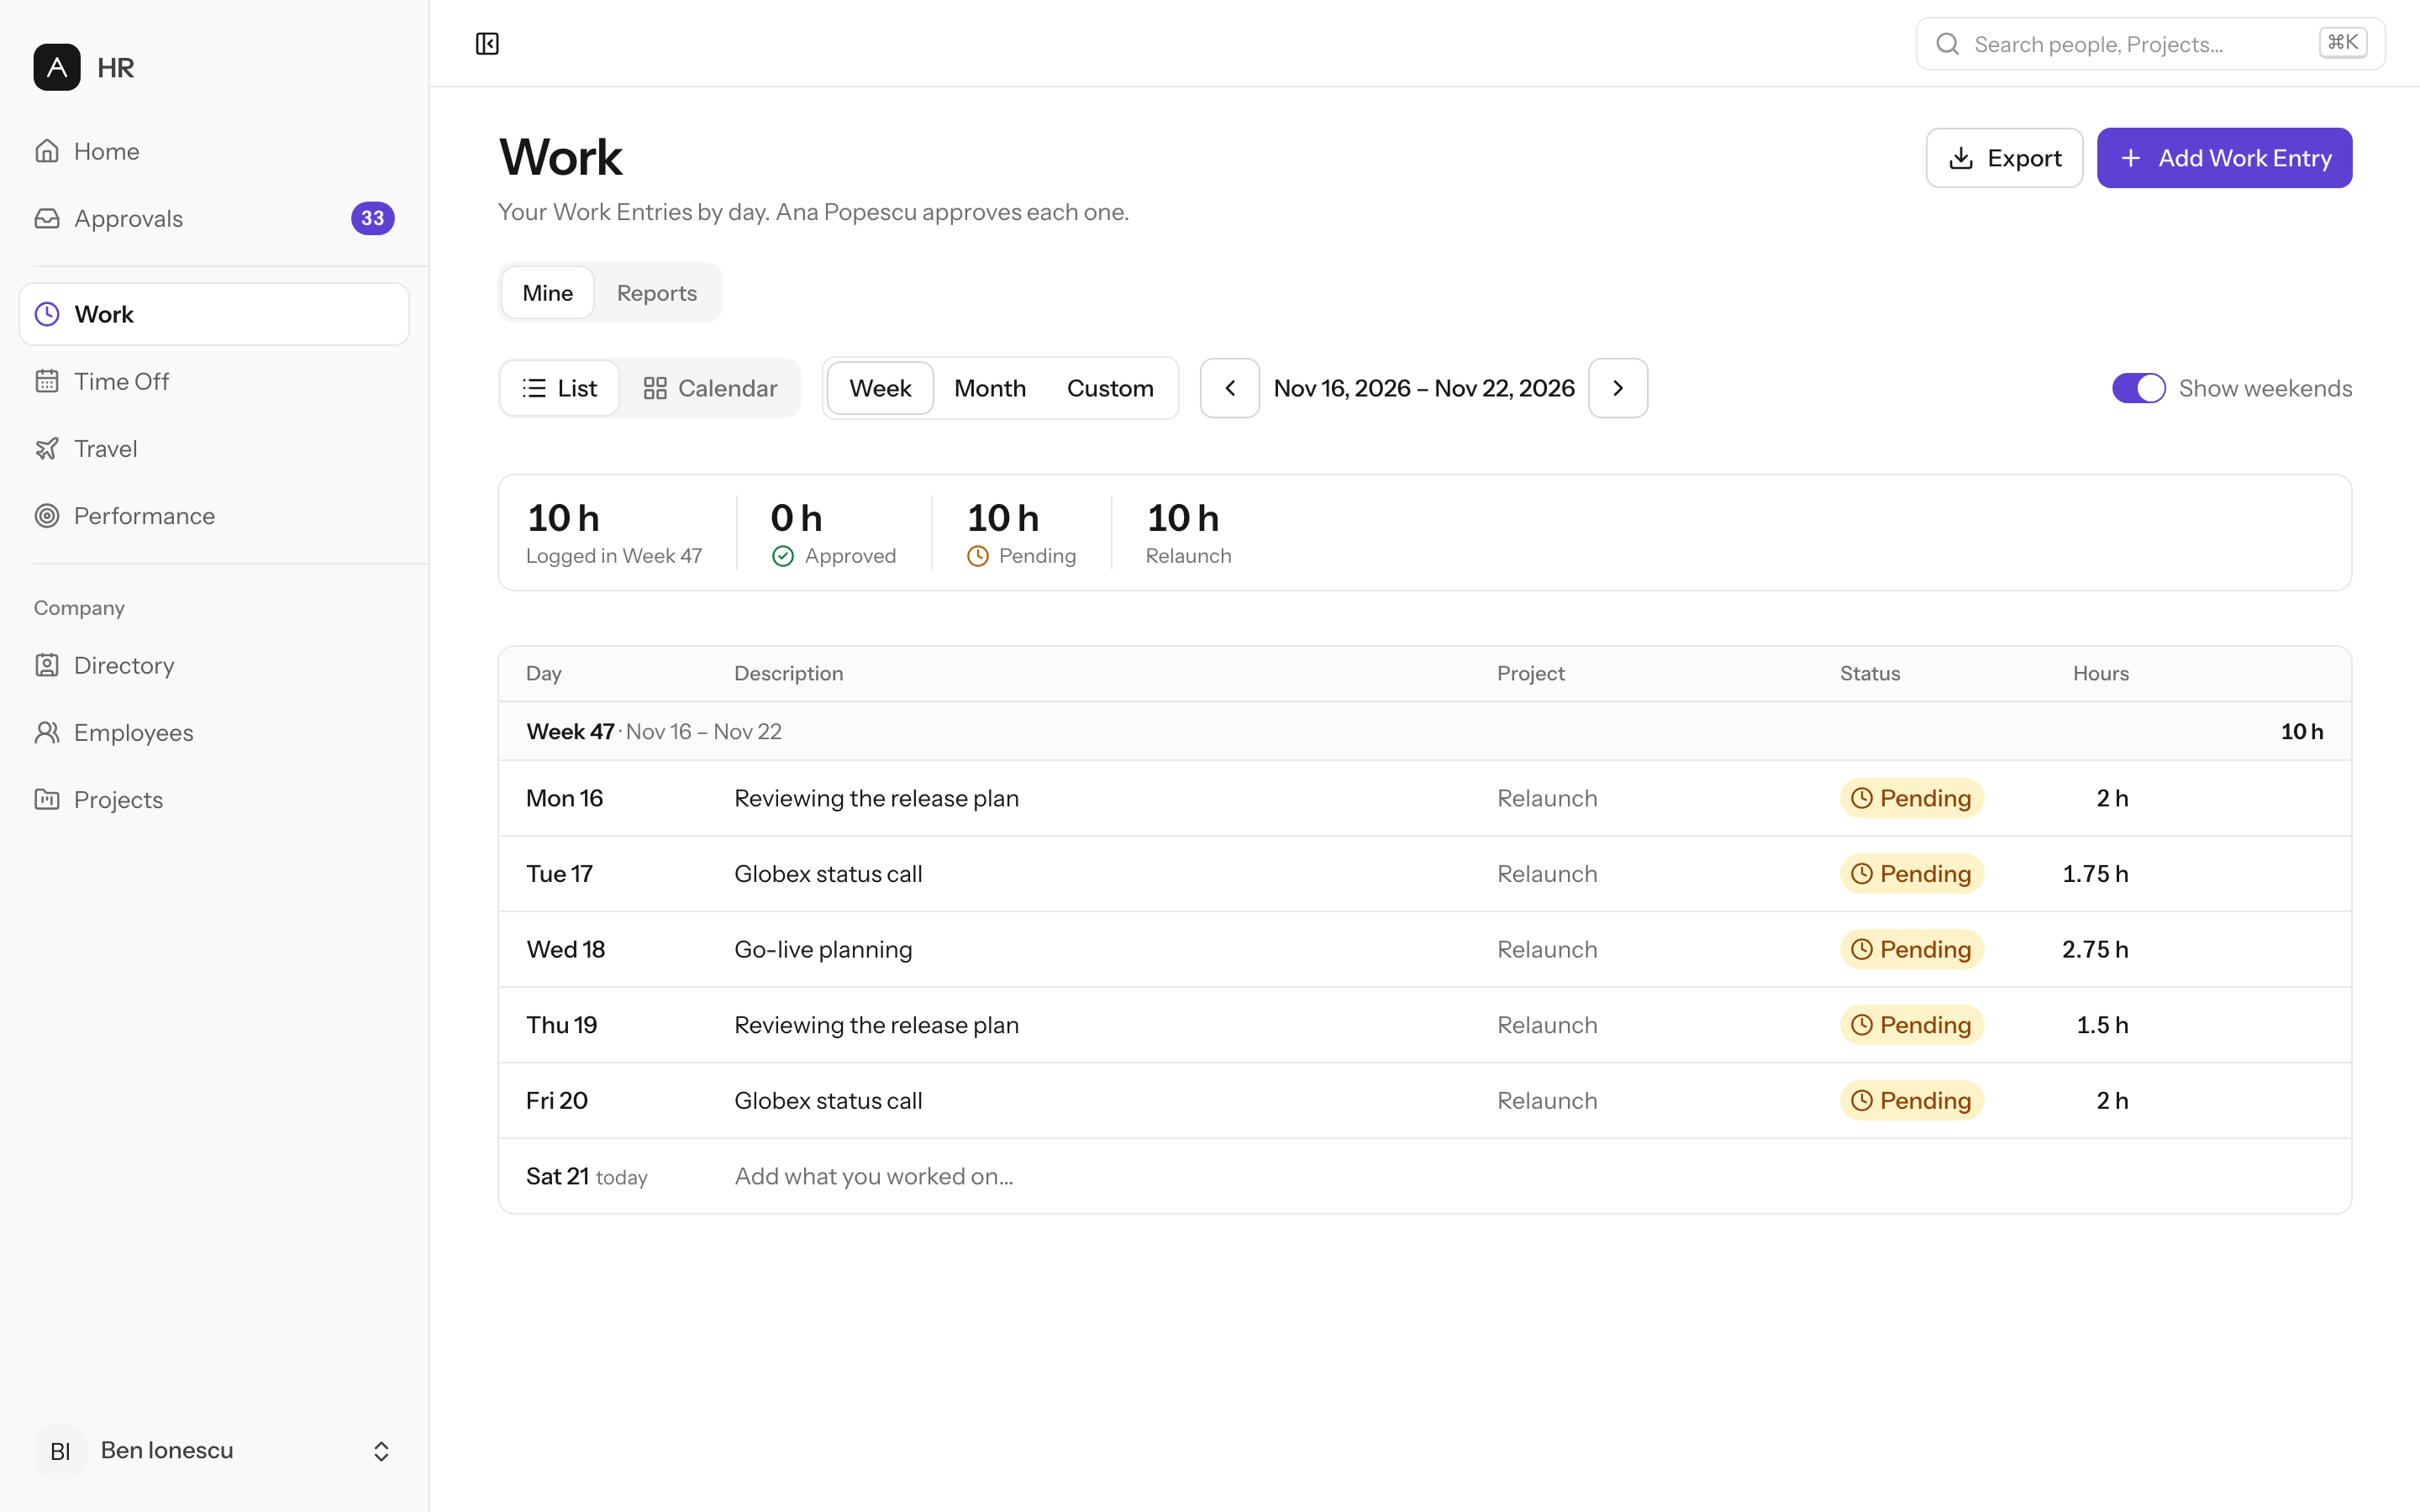 HR
Home
Approvals 33
Work
Time Off
Travel
Performance
Company
Directory
Employees
Projects
BI Ben Ionescu
Search people, Projects... ⌘K
Work
Export
Add Work Entry
Your Work Entries by day. Ana Popescu approves each one.
Mine Reports
List Calendar Week Month Custom Nov 16, 2026 – Nov 22, 2026 Show weekends
10 h 0 h 10 h 10 h
Logged in Week 47 Approved Pending Relaunch
Day Description Project Status Hours
Week 47 · Nov 16 – Nov 22 10 h
Mon 16 Reviewing the release plan Relaunch Pending 2 h
Tue 17 Globex status call Relaunch Pending 1.75 h
Wed 18 Go-live planning Relaunch Pending 2.75 h
Thu 19 Reviewing the release plan Relaunch Pending 1.5 h
Fri 20 Globex status call Relaunch Pending 2 h
Sat 21 today Add what you worked on...